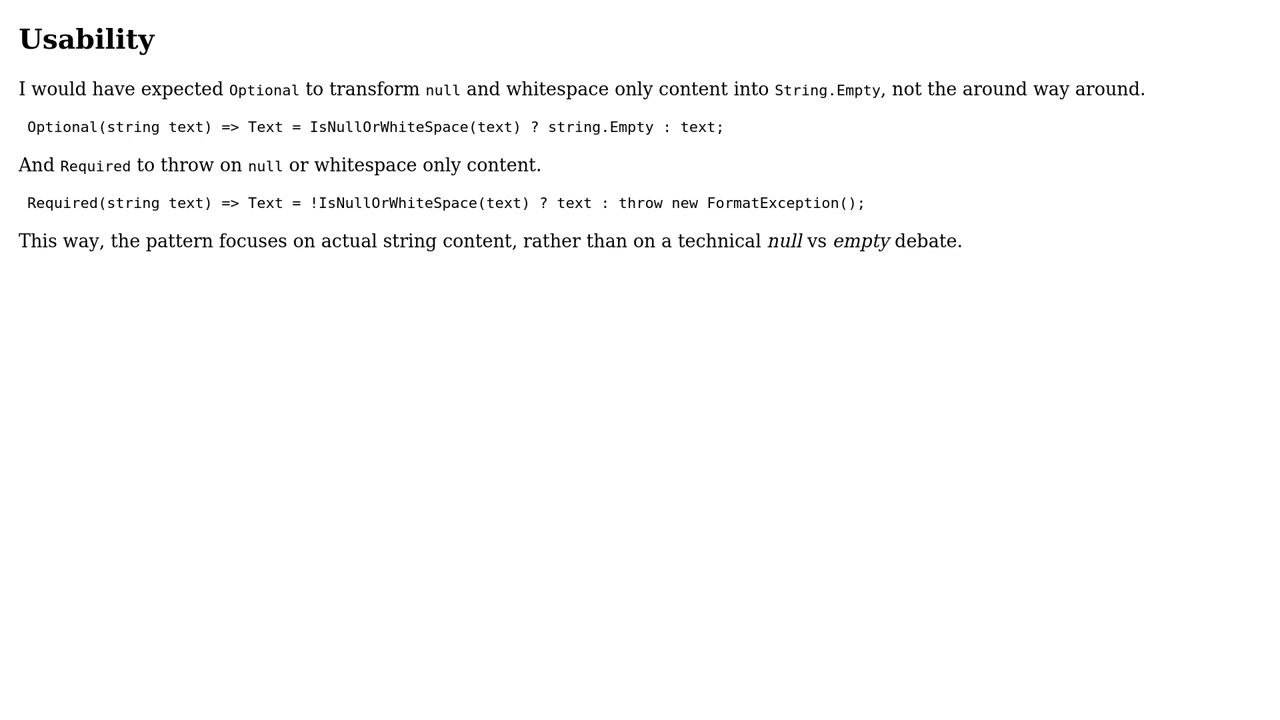 Usability
I would have expected Optional to transform null and whitespace only content into String.Empty, not the around way around.
Optional(string text) => Text = IsNullOrWhiteSpace(text) ? string.Empty : text;
And Required to throw on null or whitespace only content.
Required(string text) => Text = !IsNullOrWhiteSpace(text) ? text : throw new FormatException();
This way, the pattern focuses on actual string content, rather than on a technical null vs empty debate.